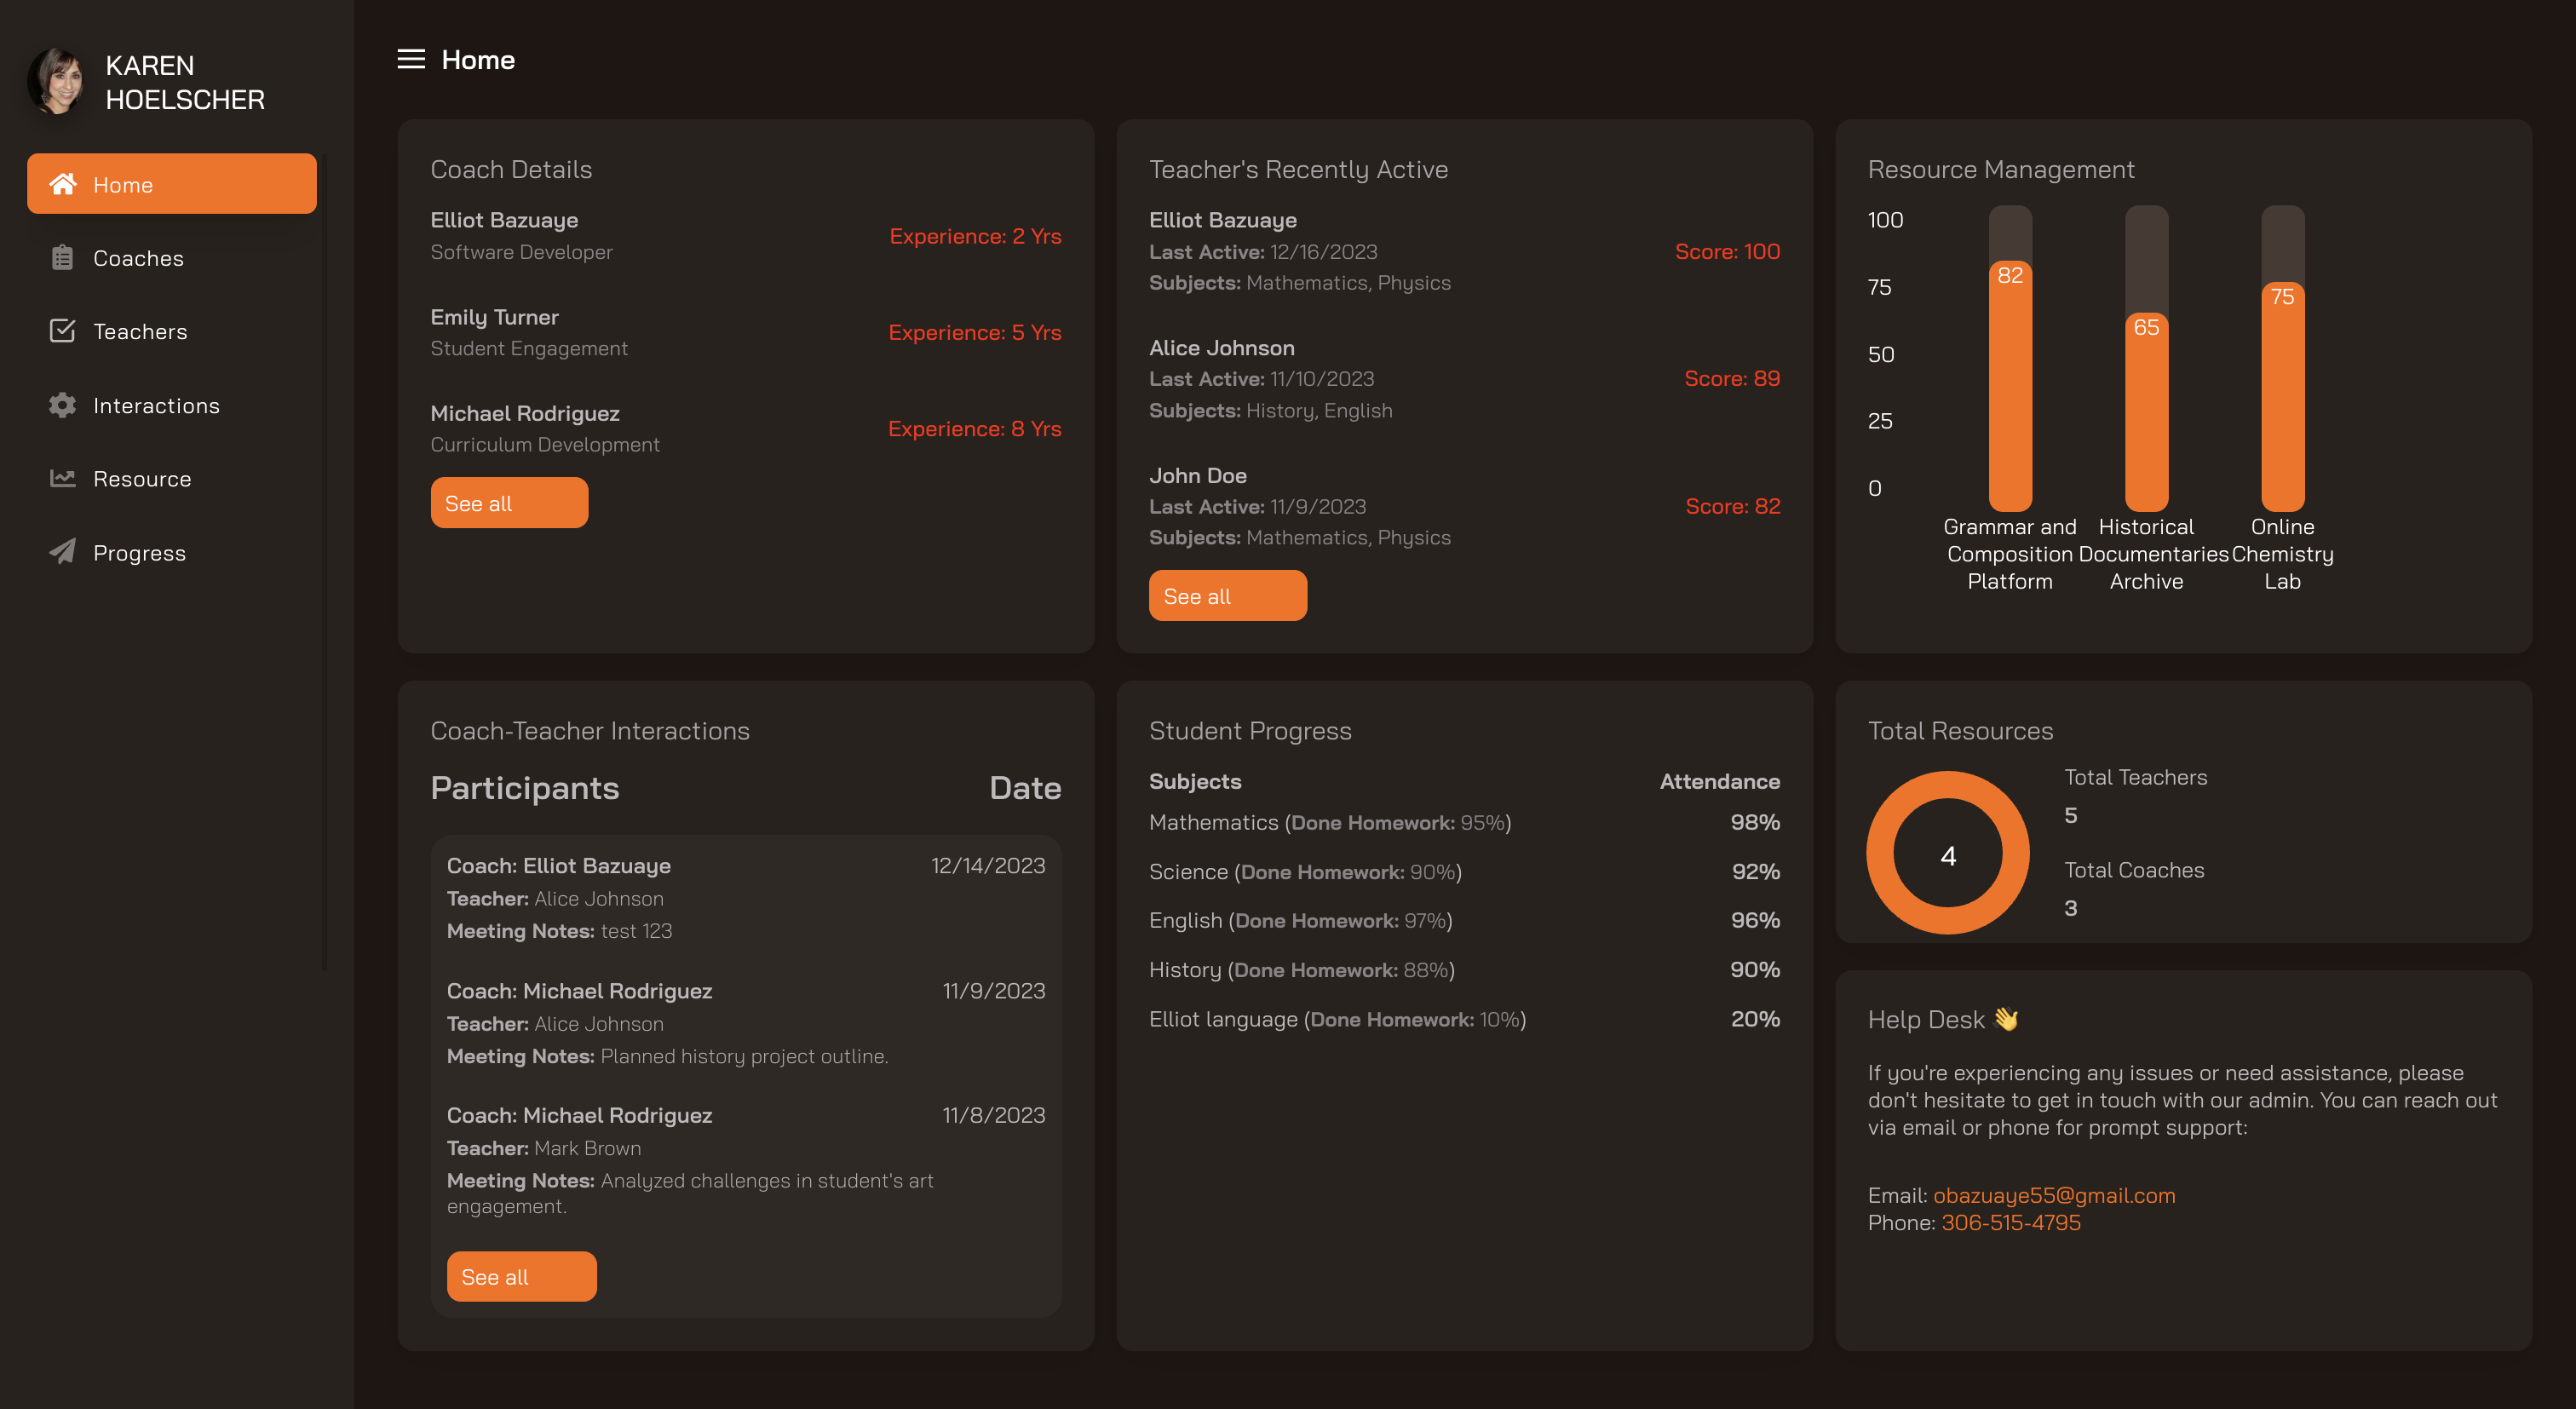 KAREN
HOELSCHER
Home
Coaches
Teachers
Interactions
Resource
Progress
Home
Coach Details
Elliot Bazuaye
Software Developer
Experience: 2 Yrs
Emily Turner
Student Engagement
Experience: 5 Yrs
Michael Rodriguez
Curriculum Development
Experience: 8 Yrs
See all
Teacher's Recently Active
Elliot Bazuaye
Last Active: 12/16/2023
Subjects: Mathematics, Physics
Score: 100
Alice Johnson
Last Active: 11/10/2023
Subjects: History, English
Score: 89
John Doe
Last Active: 11/9/2023
Subjects: Mathematics, Physics
Score: 82
See all
Resource Management
100
75
50
25
0
82
65
75
Grammar and
Composition
Platform
Historical
Documentaries
Archive
Online
Chemistry
Lab
Coach-Teacher Interactions
Participants Date
Coach: Elliot Bazuaye 12/14/2023
Teacher: Alice Johnson
Meeting Notes: test 123
Coach: Michael Rodriguez 11/9/2023
Teacher: Alice Johnson
Meeting Notes: Planned history project outline.
Coach: Michael Rodriguez 11/8/2023
Teacher: Mark Brown
Meeting Notes: Analyzed challenges in student's art
engagement.
See all
Student Progress
Subjects Attendance
Mathematics (Done Homework: 95%) 98%
Science (Done Homework: 90%) 92%
English (Done Homework: 97%) 96%
History (Done Homework: 88%) 90%
Elliot language (Done Homework: 10%) 20%
Total Resources
4
Total Teachers
5
Total Coaches
3
Help Desk 👋
If you're experiencing any issues or need assistance, please
don't hesitate to get in touch with our admin. You can reach out
via email or phone for prompt support:
Email: obazuaye55@gmail.com
Phone: 306-515-4795